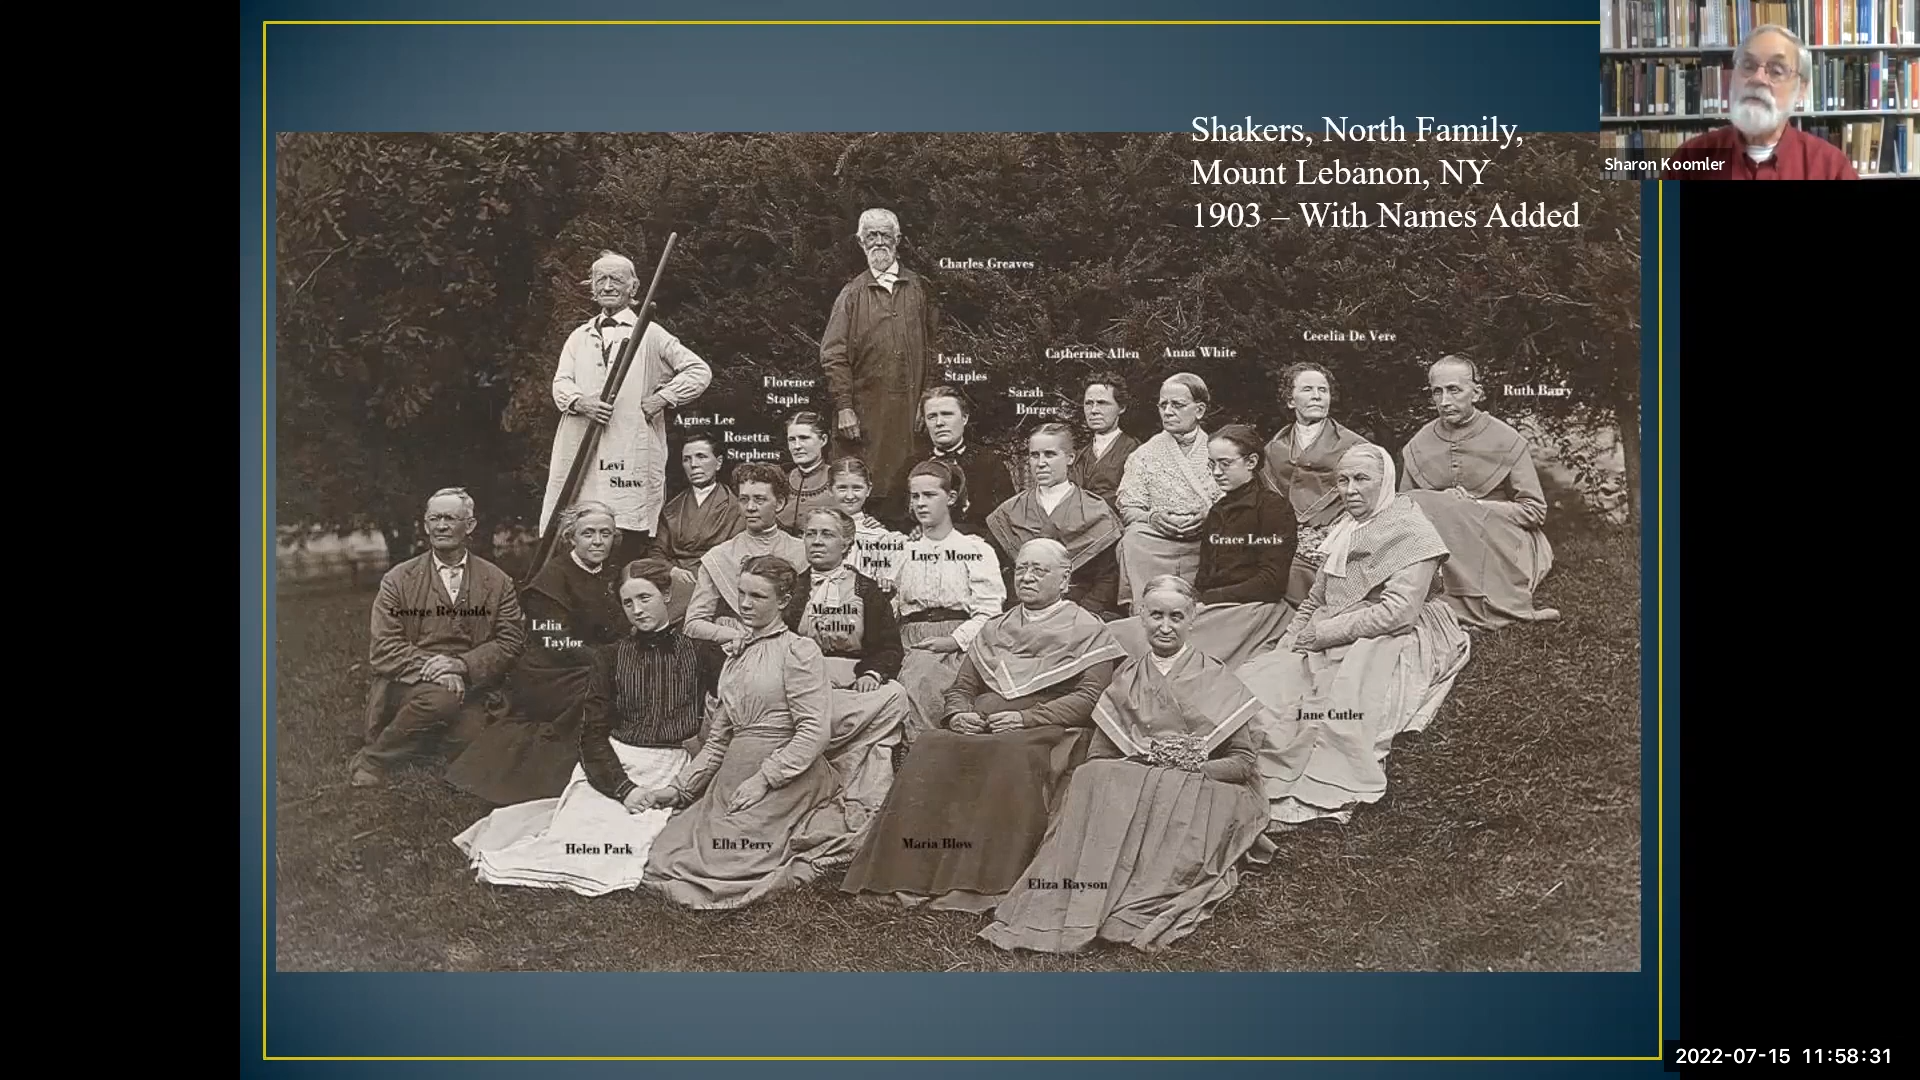 Shakers, North Family,
Mount Lebanon, NY
1903 – With Names Added
Sharon Koomler
Charles Greaves
Cecelia De Vere
Lydia
Staples
Catherine Allen
Anna White
Florence
Staples
Sarah
Burger
Ruth Barry
Agnes Lee
Rosetta
Stephens
Levi
Shaw
Grace Lewis
Victoria
Park
Lucy Moore
George Reynolds
Mazella
Gallup
Lelia
Taylor
Jane Cutler
Helen Park
Ella Perry
Maria Blow
Eliza Rayson
2022-07-15 11:58:31